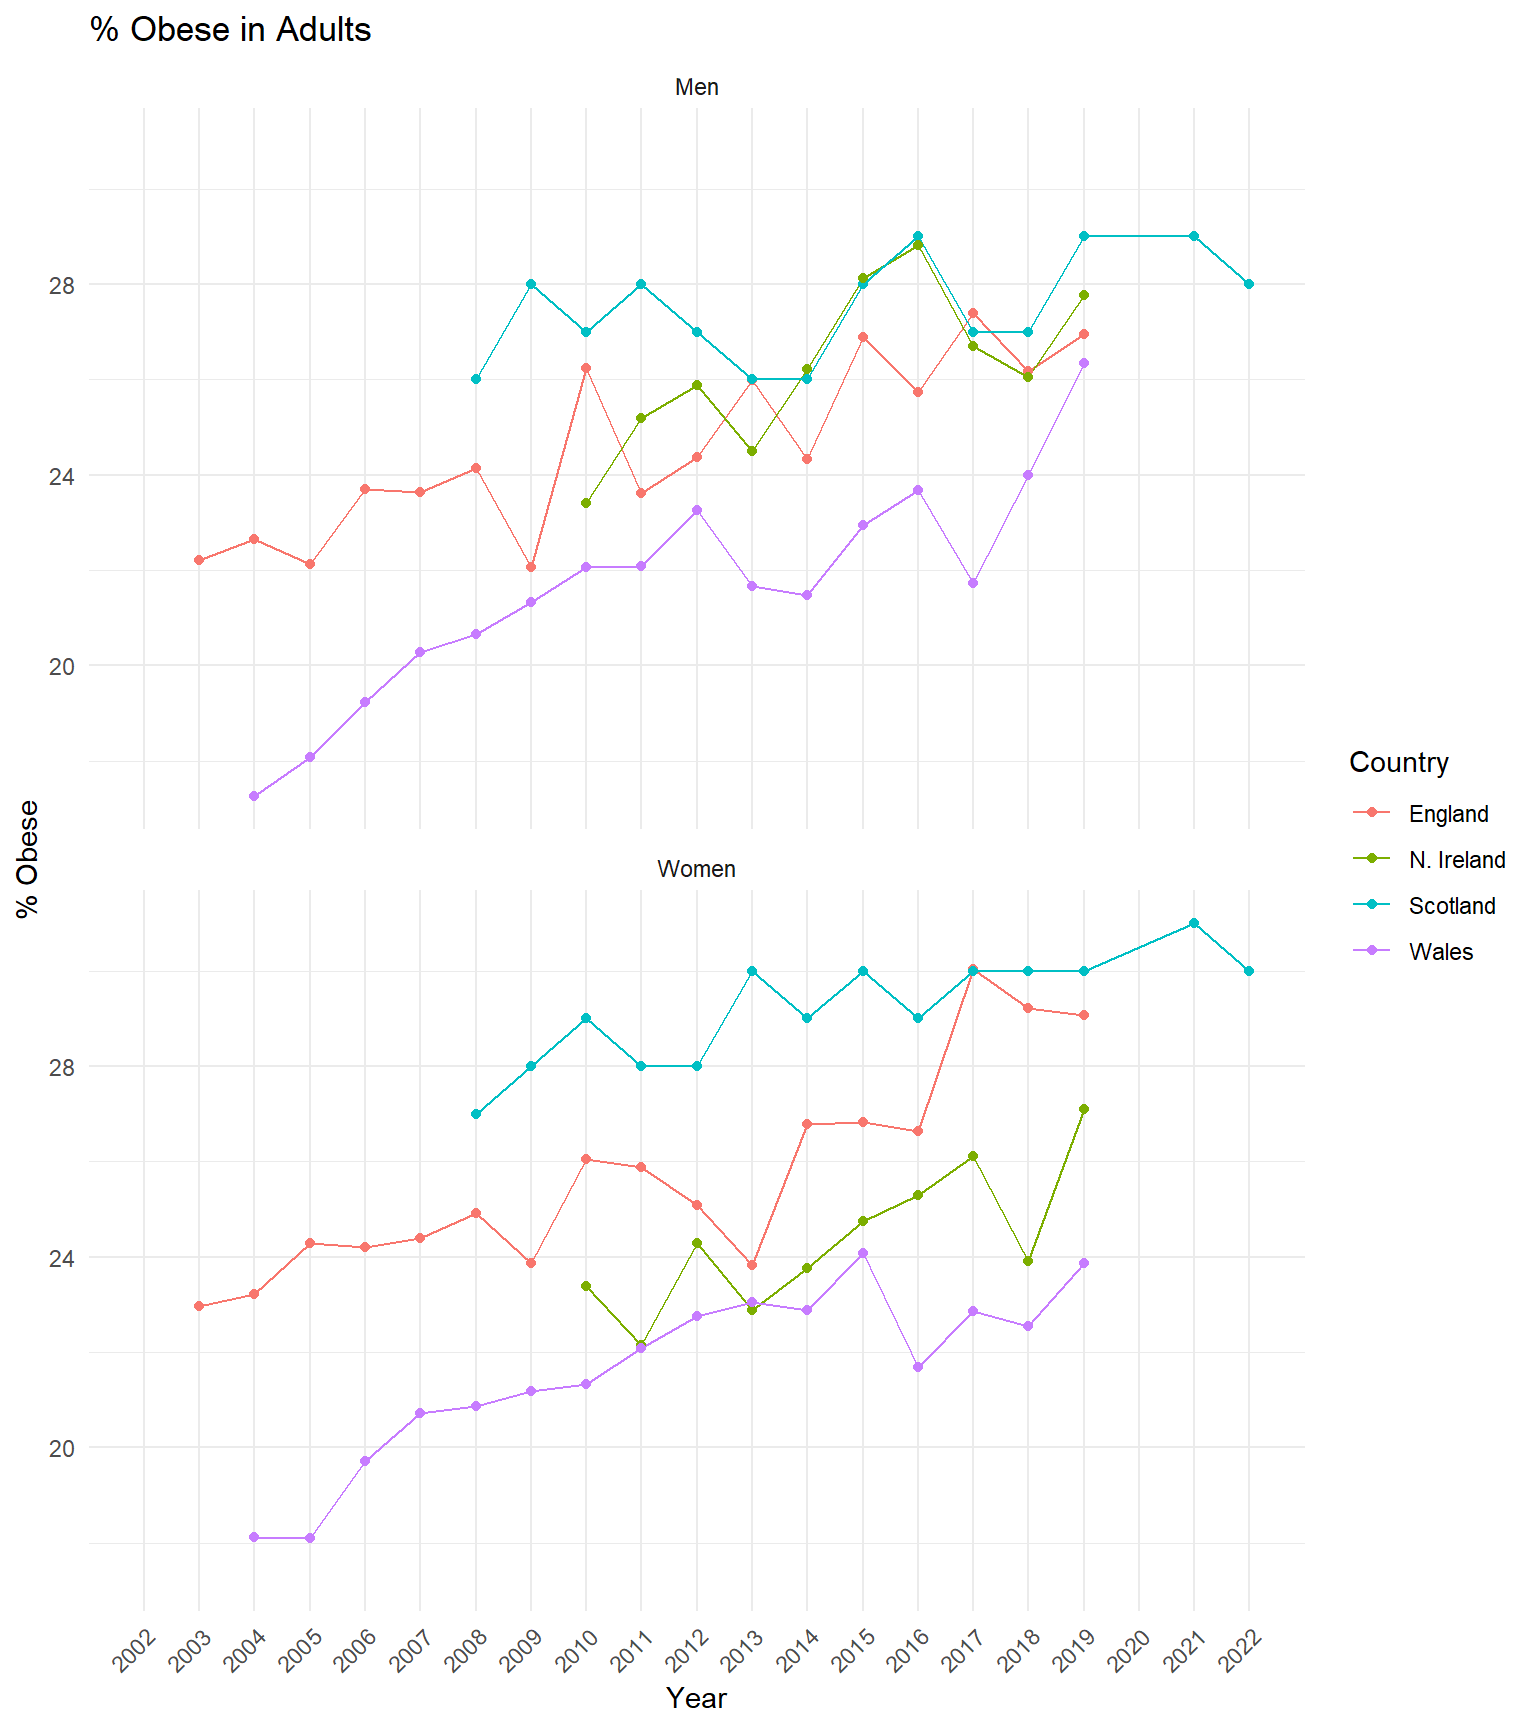 % Obese in Adults
Men
28
24
20
% Obese
Women
28
24
20
2002 2003 2004 2005 2006 2007 2008 2009 2010 2011 2012 2013 2014 2015 2016 2017 2018 2019 2020 2021 2022
Year
Country
England
N. Ireland
Scotland
Wales